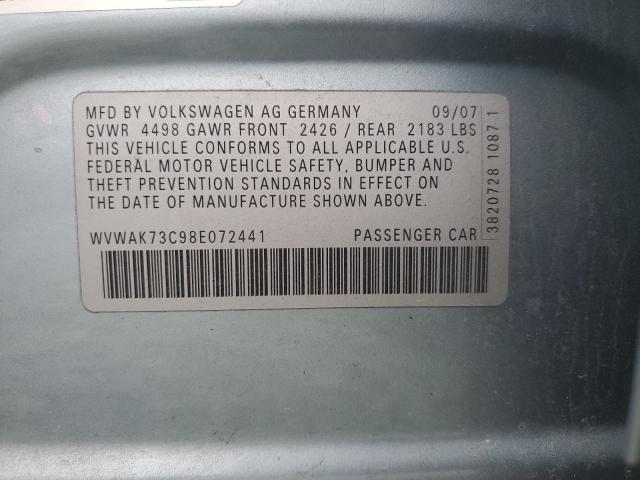 MFD BY VOLKSWAGEN AG GERMANY 09/07
GVWR 4498 GAWR FRONT 2426 / REAR 2183 LBS
THIS VEHICLE CONFORMS TO ALL APPLICABLE U.S.
FEDERAL MOTOR VEHICLE SAFETY, BUMPER AND
THEFT PREVENTION STANDARDS IN EFFECT ON
THE DATE OF MANUFACTURE SHOWN ABOVE.
WVWAK73C98E072441 PASSENGER CAR
3820728 1087 1